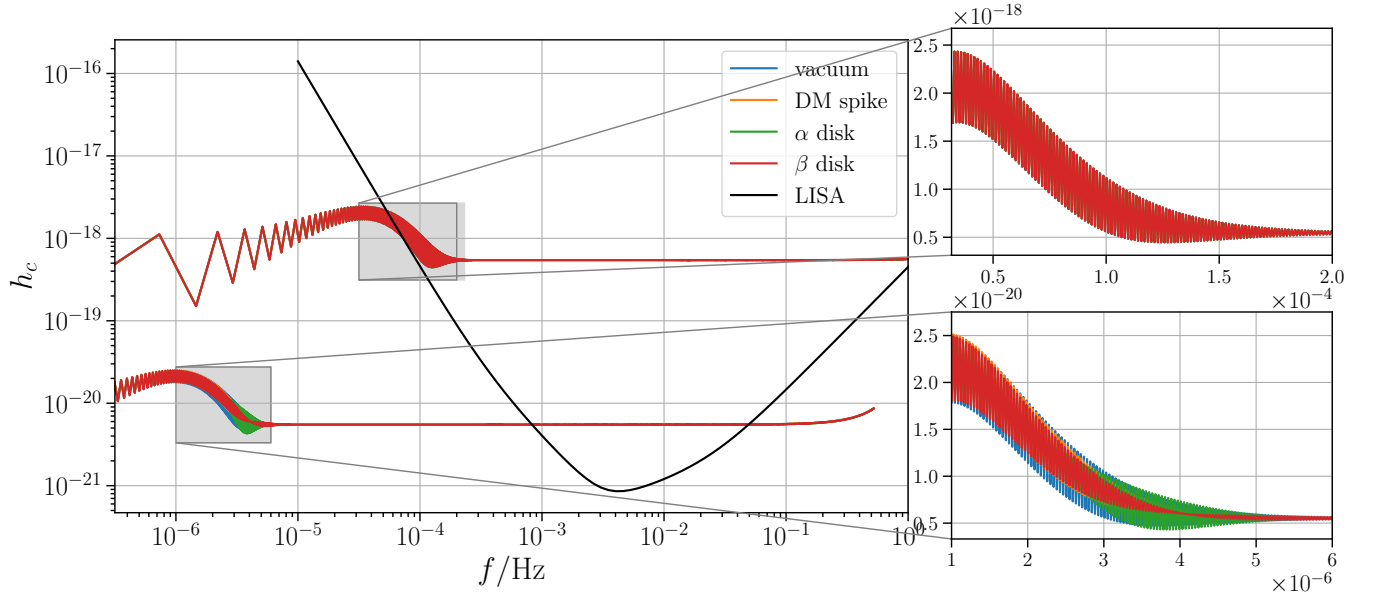 h_c
10^{-16}
10^{-17}
10^{-18}
10^{-19}
10^{-20}
10^{-21}
10^{-6} 10^{-5} 10^{-4} 10^{-3} 10^{-2} 10^{-1} 10^{0}
f/Hz
vacuum
DM spike
α disk
β disk
LISA
×10^{-18}
2.5
2.0
1.5
1.0
0.5
0.5 1.0 1.5 2.0
×10^{-4}
×10^{-20}
2.5
2.0
1.5
1.0
0.5
1 2 3 4 5 6
×10^{-6}